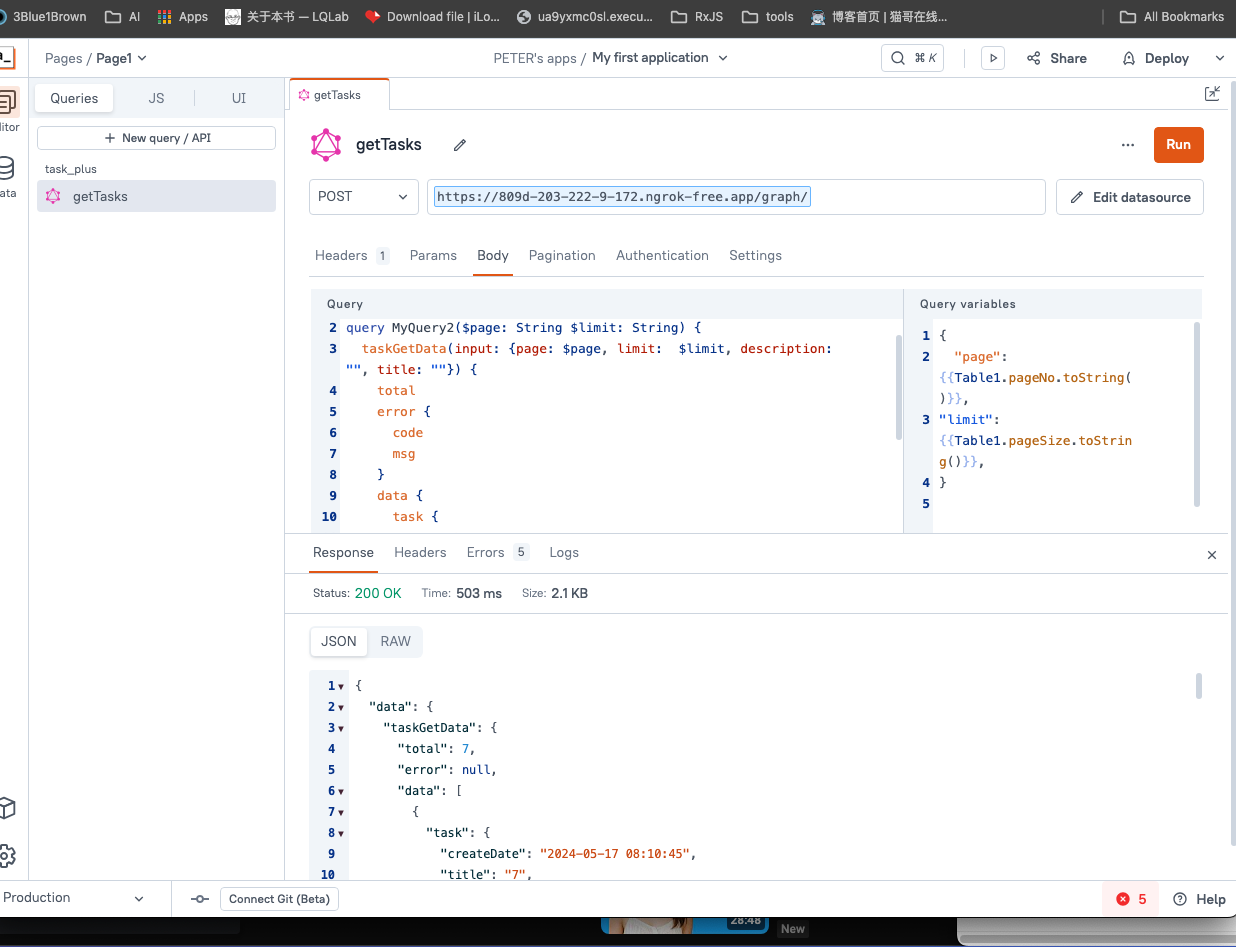 3Blue1Brown AI Apps 关于本书 — LQLab Download file | iLo... ua9yxmc0sl.execu... RxJS tools 博客首页 | 猫哥在线... All Bookmarks
Pages / Page1 PETER's apps / My first application ⌘ K Share Deploy
Queries JS UI getTasks
New query / API
task_plus
getTasks
getTasks ... Run
POST https://809d-203-222-9-172.ngrok-free.app/graph/ Edit datasource
Headers 1 Params Body Pagination Authentication Settings
Query
2 query MyQuery2($page: String $limit: String) {
3 taskGetData(input: {page: $page, limit: $limit, description:
"", title: ""}) {
4 total
5 error {
6 code
7 msg
8 }
9 data {
10 task {
Query variables
1 {
2 "page":
{{Table1.pageNo.toString(
)}},
3 "limit":
{{Table1.pageSize.toStrin
g()}},
4 }
5
Response Headers Errors 5 Logs
Status: 200 OK Time: 503 ms Size: 2.1 KB
JSON RAW
1 {
2 "data": {
3 "taskGetData": {
4 "total": 7,
5 "error": null,
6 "data": [
7 {
8 "task": {
9 "createDate": "2024-05-17 08:10:45",
10 "title": "7",
Production Connect Git (Beta) 5 Help
28:48 New